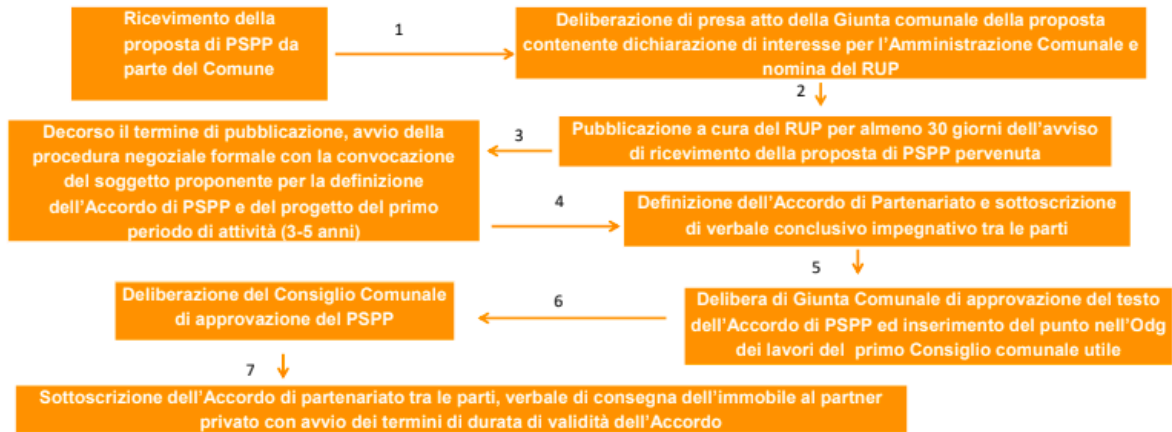 Ricevimento della
proposta di PSPP da
parte del Comune
1
Deliberazione di presa atto della Giunta comunale della proposta
contenente dichiarazione di interesse per l'Amministrazione Comunale e
nomina del RUP
2
Pubblicazione a cura del RUP per almeno 30 giorni dell'avviso
di ricevimento della proposta di PSPP pervenuta
3
Decorso il termine di pubblicazione, avvio della
procedura negoziale formale con la convocazione
del soggetto proponente per la definizione
dell'Accordo di PSPP e del progetto del primo
periodo di attività (3-5 anni)
4
Definizione dell'Accordo di Partenariato e sottoscrizione
di verbale conclusivo impegnativo tra le parti
5
Delibera di Giunta Comunale di approvazione del testo
dell'Accordo di PSPP ed inserimento del punto nell'Odg
dei lavori del primo Consiglio comunale utile
6
Deliberazione del Consiglio Comunale
di approvazione del PSPP
7
Sottoscrizione dell'Accordo di partenariato tra le parti, verbale di consegna dell'immobile al partner
privato con avvio dei termini di durata di validità dell'Accordo